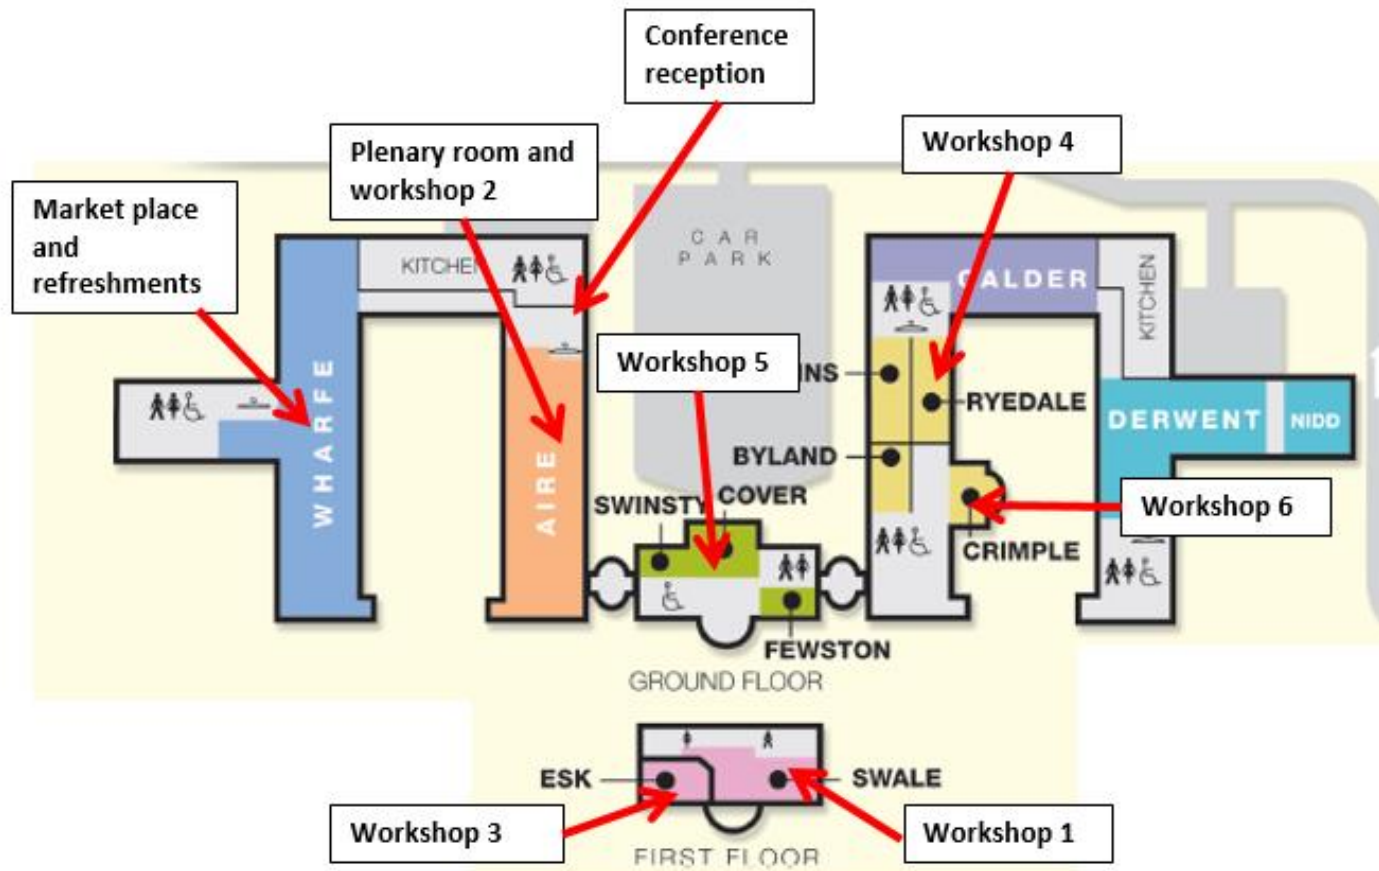 Conference
reception
Plenary room and
workshop 2
Workshop 4
Market place
and
refreshments
CAR
PARK
KITCHEN
CALDER
KITCHEN
WHARFE
AIRE
Workshop 5
INS
RYEDALE
DERWENT
NIDD
BYLAND
SWINSTY
COVER
Workshop 6
CRIMPLE
FEWSTON
GROUND FLOOR
ESK
SWALE
Workshop 3
Workshop 1
FIRST FLOOR